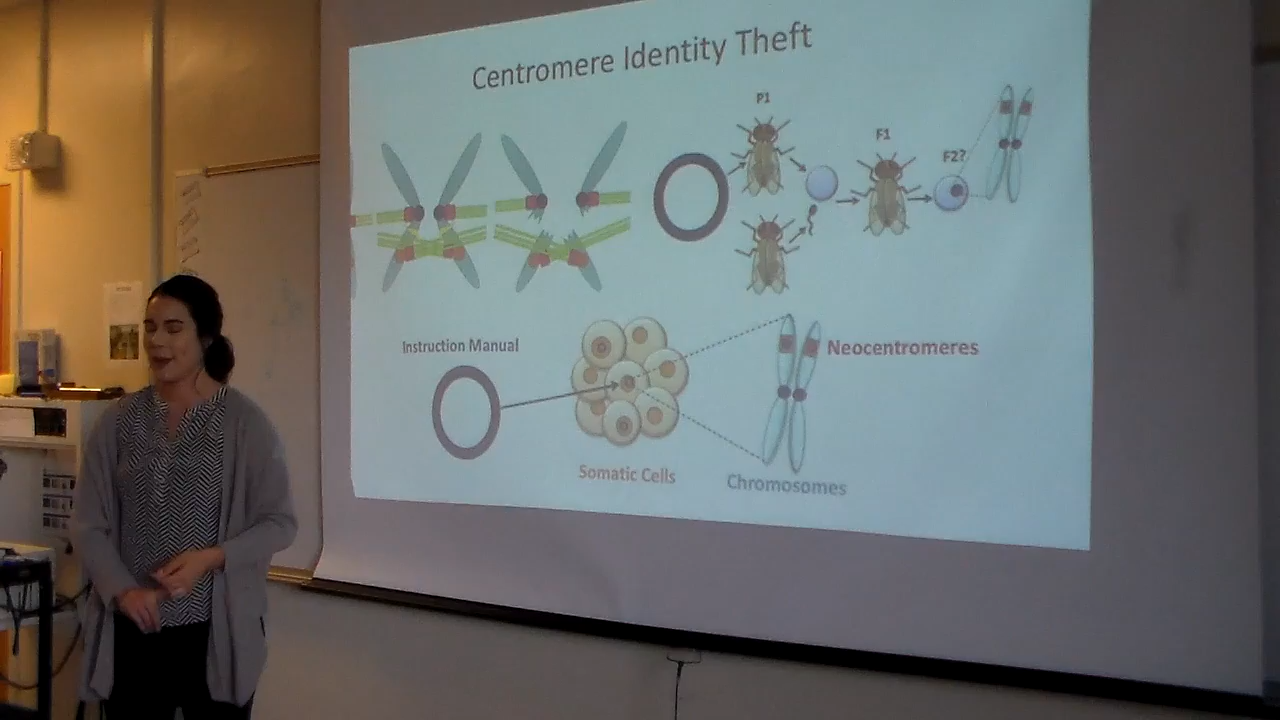 Centromere Identity Theft
P1
F1
F2?
Instruction Manual
Neocentromeres
Somatic Cells
Chromosomes